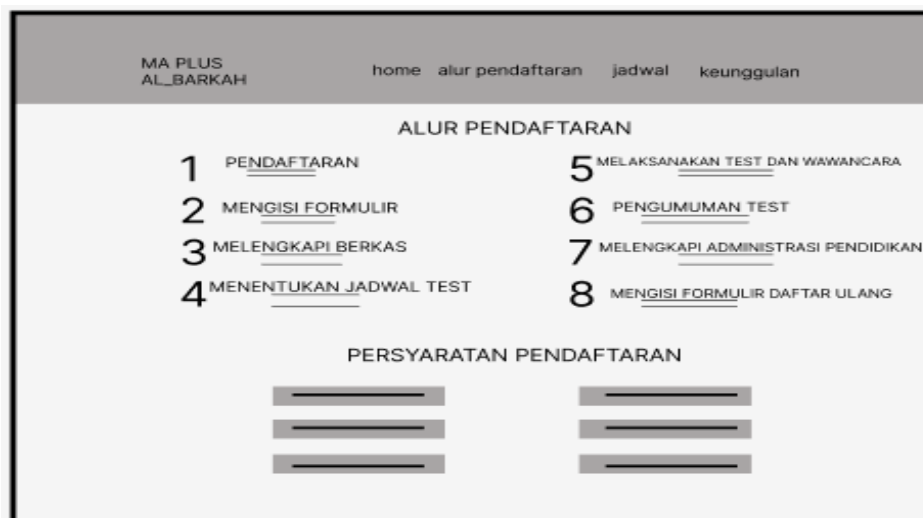 MA PLUS
AL_BARKAH
home alur pendaftaran jadwal keunggulan
ALUR PENDAFTARAN
1 PENDAFTARAN
2 MENGISI FORMULIR
3 MELENGKAPI BERKAS
4 MENENTUKAN JADWAL TEST
5 MELAKSANAKAN TEST DAN WAWANCARA
6 PENGUMUMAN TEST
7 MELENGKAPI ADMINISTRASI PENDIDIKAN
8 MENGISI FORMULIR DAFTAR ULANG
PERSYARATAN PENDAFTARAN